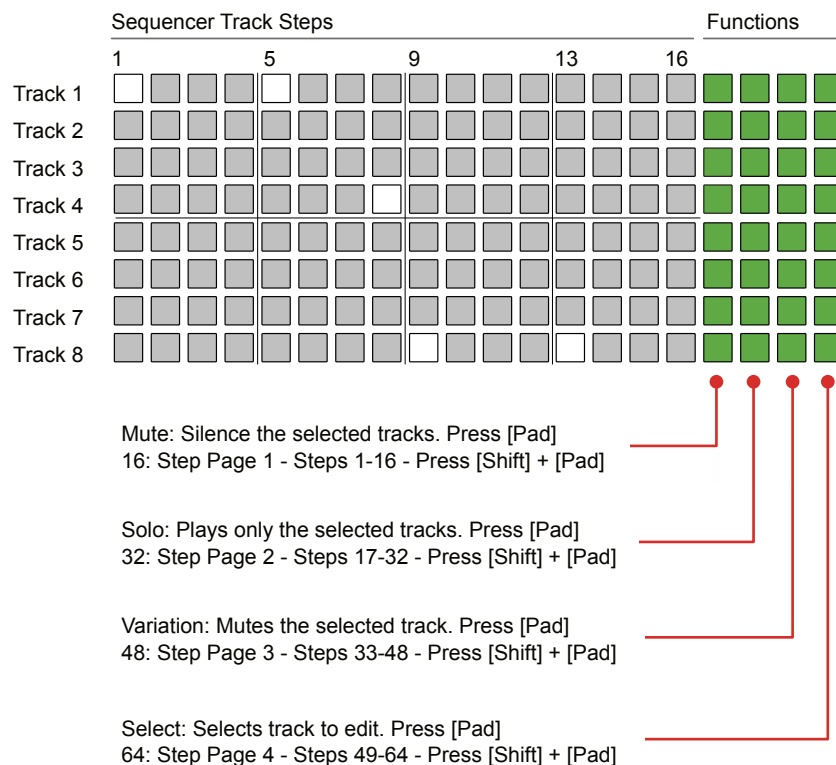 Sequencer Track Steps Functions
1 5 9 13 16
Track 1
Track 2
Track 3
Track 4
Track 5
Track 6
Track 7
Track 8
Mute: Silence the selected tracks. Press [Pad]
16: Step Page 1 - Steps 1-16 - Press [Shift] + [Pad]
Solo: Plays only the selected tracks. Press [Pad]
32: Step Page 2 - Steps 17-32 - Press [Shift] + [Pad]
Variation: Mutes the selected track. Press [Pad]
48: Step Page 3 - Steps 33-48 - Press [Shift] + [Pad]
Select: Selects track to edit. Press [Pad]
64: Step Page 4 - Steps 49-64 - Press [Shift] + [Pad]